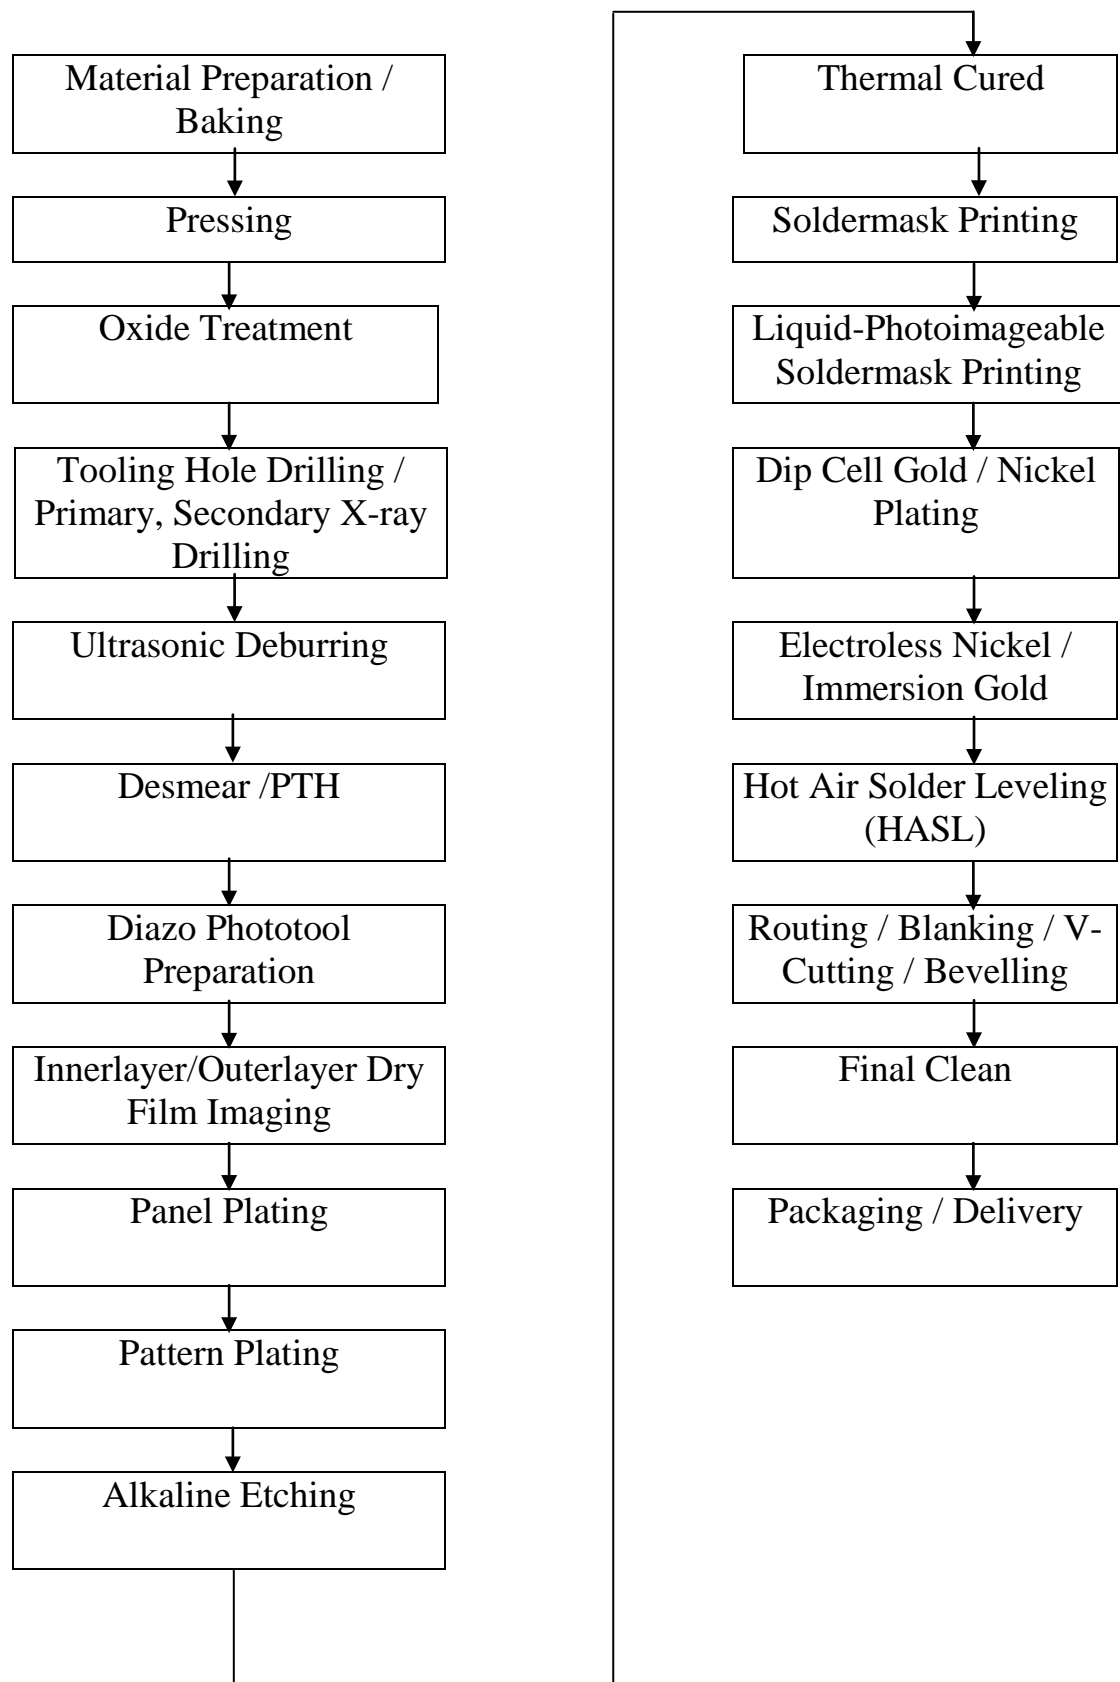 Material Preparation /
Baking
Pressing
Oxide Treatment
Tooling Hole Drilling /
Primary, Secondary X-ray
Drilling
Ultrasonic Deburring
Desmear /PTH
Diazo Phototool
Preparation
Innerlayer/Outerlayer Dry
Film Imaging
Panel Plating
Pattern Plating
Alkaline Etching
Thermal Cured
Soldermask Printing
Liquid-Photoimageable
Soldermask Printing
Dip Cell Gold / Nickel
Plating
Electroless Nickel /
Immersion Gold
Hot Air Solder Leveling
(HASL)
Routing / Blanking / V-
Cutting / Bevelling
Final Clean
Packaging / Delivery